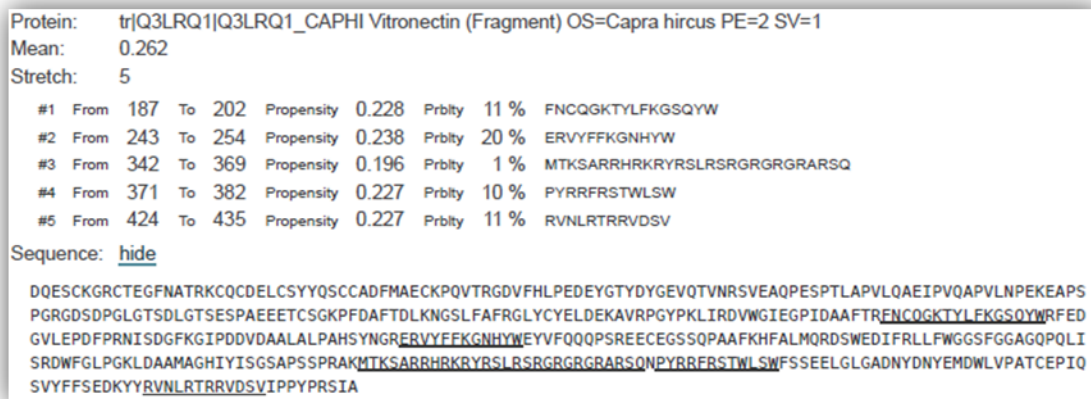 Protein: tr|Q3LRQ1|Q3LRQ1_CAPHI Vitronectin (Fragment) OS=Capra hircus PE=2 SV=1
Mean: 0.262
Stretch: 5
#1 From 187 To 202 Propensity 0.228 Prblty 11 % FNCQGKTYLFKGSQYW
#2 From 243 To 254 Propensity 0.238 Prblty 20 % ERVYFFKGNHYW
#3 From 342 To 369 Propensity 0.196 Prblty 1 % MTKSARRHRKRYRSLRSRGRGRGRARSQ
#4 From 371 To 382 Propensity 0.227 Prblty 10 % PYRRFRSTWLSW
#5 From 424 To 435 Propensity 0.227 Prblty 11 % RVNLRTRRVDSV
Sequence: hide
DQESCKGRCTEGFNATRKCQCDELCSYYQSCCADFMAECKPQVTRGDVFHLPEDEYGTYDYGEVQTVNRSVEAQPESPTLAPVLQAEIPVQAPVLNPEKEAPS
PGRGDSDPGLGTSDLGTSESPAEEETCSGKPFDAFTDLKNGSLFAFRGLYCYELDEKAVRPGYPKLIRDVWGIEGPIDAAFTRFNCQGKTYLFKGSQYWRFED
GVLEPDFPRNISDGFKGIPDDVDAALALPAHSYNGRERVYFFKGNHYWEYVFQQQPSREECEGSSQPAAFKHFALMQRDSWEDIFRLLFWGGSFGGAGQPQLI
SRDWFGLPGKLDAAMAGHIYISGSAPSSPRAKMTKSARRHRKRYRSLRSRGRGRGRARSQNPYRRFRSTWLSWFSSEELGLGADNYDNYEMDWLVPATCEPIQ
SVYFFSEDKYYRVNLRTRRVDSVIPPYPRSIA